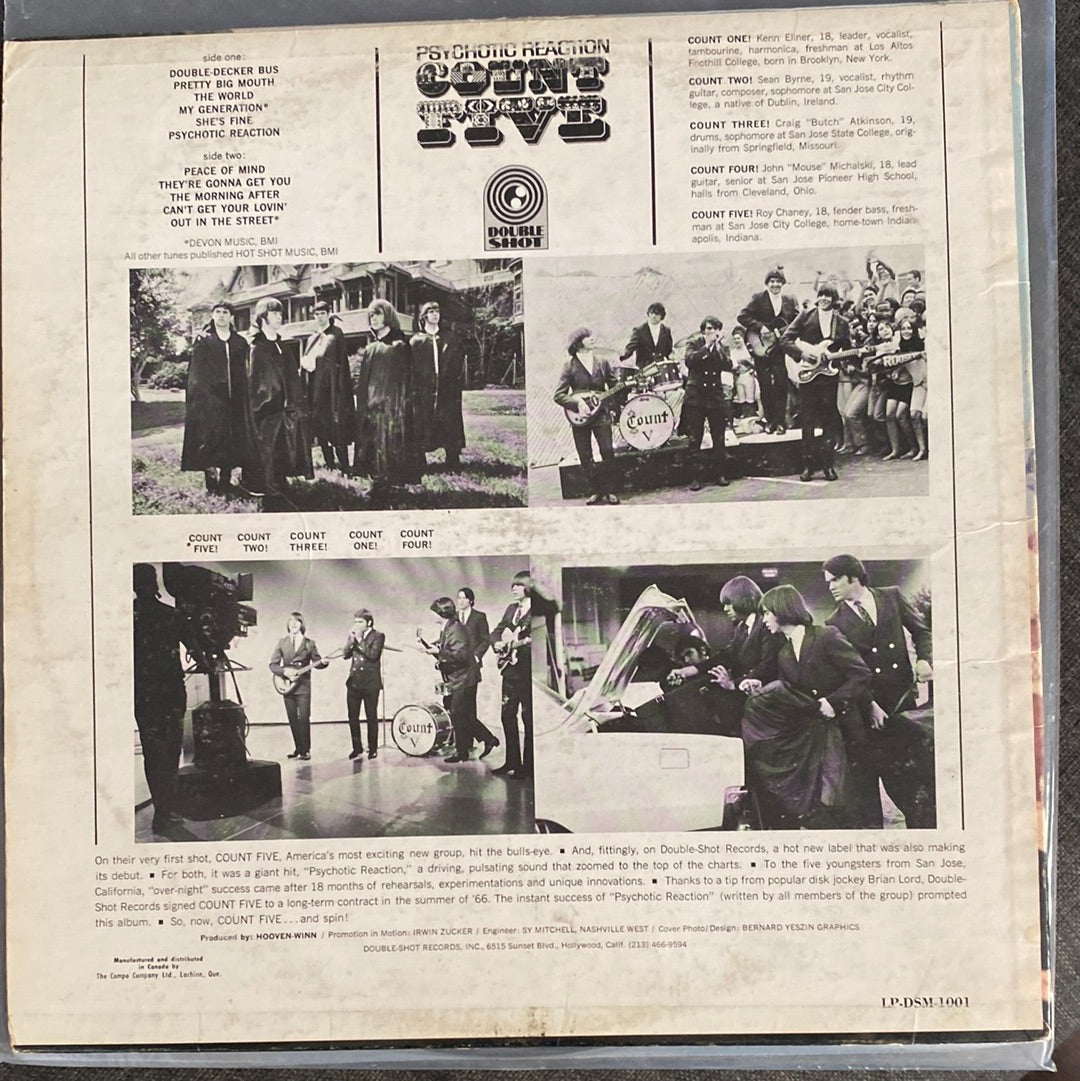 side one:
DOUBLE-DECKER BUS
PRETTY BIG MOUTH
THE WORLD
MY GENERATION*
SHE'S FINE
PSYCHOTIC REACTION
side two:
PEACE OF MIND
THEY'RE GONNA GET YOU
THE MORNING AFTER
CAN'T GET YOUR LOVIN'
OUT IN THE STREET*
*DEVON MUSIC, BMI
All other tunes published HOT SHOT MUSIC, BMI
PSYCHOTIC REACTION
COUNT
FIVE
DOUBLE
SHOT
COUNT ONE! Kenn Ellner, 18, leader, vocalist,
tambourine, harmonica, freshman at Los Altos
Foothill College, born in Brooklyn, New York.
COUNT TWO! Sean Byrne, 19, vocalist, rhythm
guitar, composer, sophomore at San Jose City Col-
lege, a native of Dublin, Ireland.
COUNT THREE! Craig "Butch" Atkinson, 19,
drums, sophomore at San Jose State College, orig-
inally from Springfield, Missouri.
COUNT FOUR! John "Mouse" Michalski, 18, lead
guitar, senior at San Jose Pioneer High School,
hails from Cleveland, Ohio.
COUNT FIVE! Roy Chaney, 18, fender bass, fresh-
man at San Jose City College, home-town Indian-
apolis, Indiana.
Count
V
COUNT COUNT COUNT COUNT COUNT
FIVE! TWO! THREE! ONE! FOUR!
Count
V
On their very first shot, COUNT FIVE, America's most exciting new group, hit the bulls-eye. ▪ And, fittingly, on Double-Shot Records, a hot new label that was also making
its debut. ▪ For both, it was a giant hit, "Psychotic Reaction," a driving, pulsating sound that zoomed to the top of the charts. ▪ To the five youngsters from San Jose,
California, "over-night" success came after 18 months of rehearsals, experimentations and unique innovations. ▪ Thanks to a tip from popular disk jockey Brian Lord, Double-
Shot Records signed COUNT FIVE to a long-term contract in the summer of '66. The instant success of "Psychotic Reaction" (written by all members of the group) prompted
this album. ▪ So, now, COUNT FIVE...and spin!
Produced by: HOOVEN-WINN / Promotion in Motion: IRWIN ZUCKER / Engineer: SY MITCHELL, NASHVILLE WEST / Cover Photo/Design: BERNARD YESZIN GRAPHICS
DOUBLE-SHOT RECORDS, INC., 6515 Sunset Blvd., Hollywood, Calif. (213) 466-9594
Manufactured and distributed
in Canada by
The Compo Company Ltd., Lachine, Que.
LP-DSM-1001